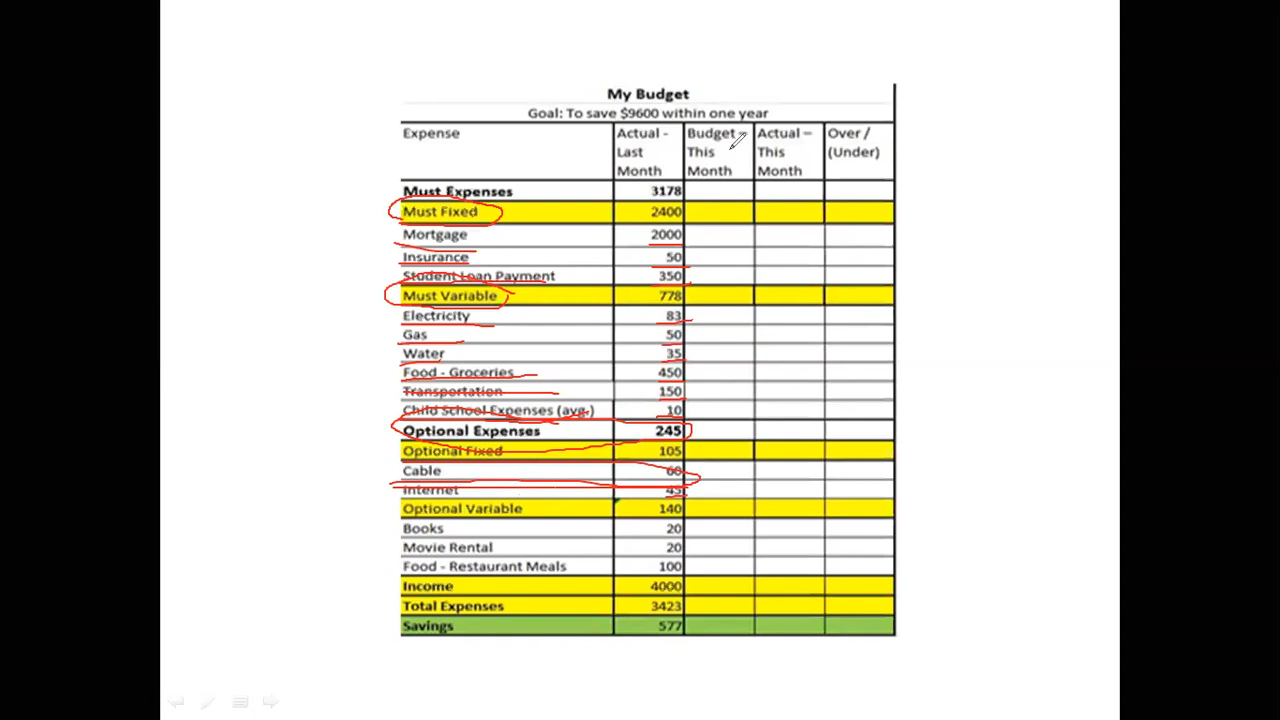 My Budget
Goal: To save $9600 within one year
Expense Actual - Last Month Budget – This Month Actual – This Month Over / (Under)
Must Expenses 3178
Must Fixed 2400
Mortgage 2000
Insurance 50
Student Loan Payment 350
Must Variable 778
Electricity 83
Gas 50
Water 35
Food - Groceries 450
Transportation 150
Child School Expenses (avg.) 10
Optional Expenses 245
Optional Fixed 105
Cable 60
Internet 45
Optional Variable 140
Books 20
Movie Rental 20
Food - Restaurant Meals 100
Income 4000
Total Expenses 3423
Savings 577